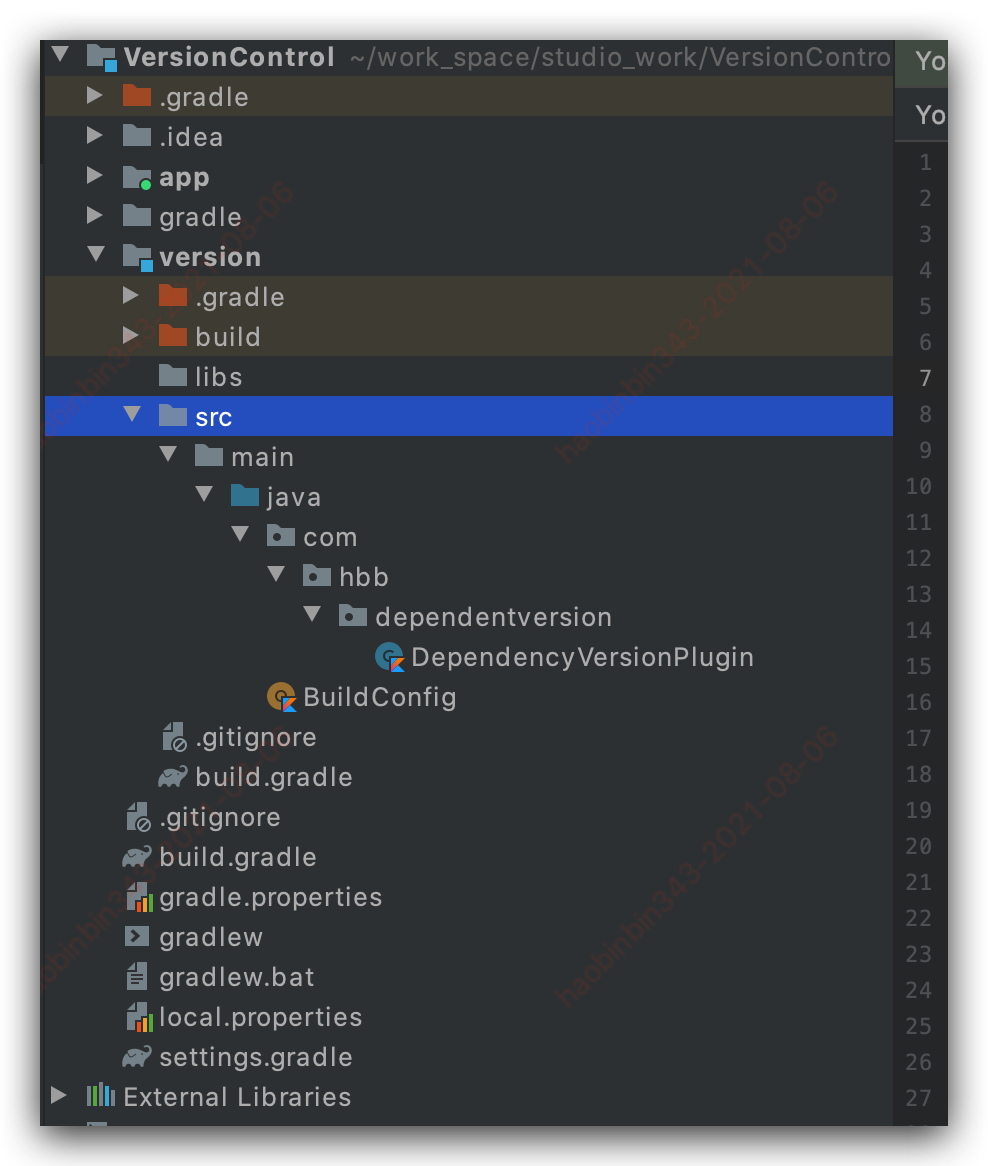 VersionControl ~/work_space/studio_work/VersionContro
Yo
.gradle
.idea
Yo
app
gradle
version
.gradle
build
libs
src
main
java
com
hbb
dependentversion
DependencyVersionPlugin
BuildConfig
.gitignore
build.gradle
.gitignore
build.gradle
gradle.properties
gradlew
gradlew.bat
local.properties
settings.gradle
External Libraries
1
2
3
4
5
6
7
8
9
10
11
12
13
14
15
16
17
18
19
20
21
22
23
24
25
26
27
haobinbin343-2021-08-06
haobinbin343-2021-08-06
haobinbin343-2021-08-06
haobinbin343-2021-08-06